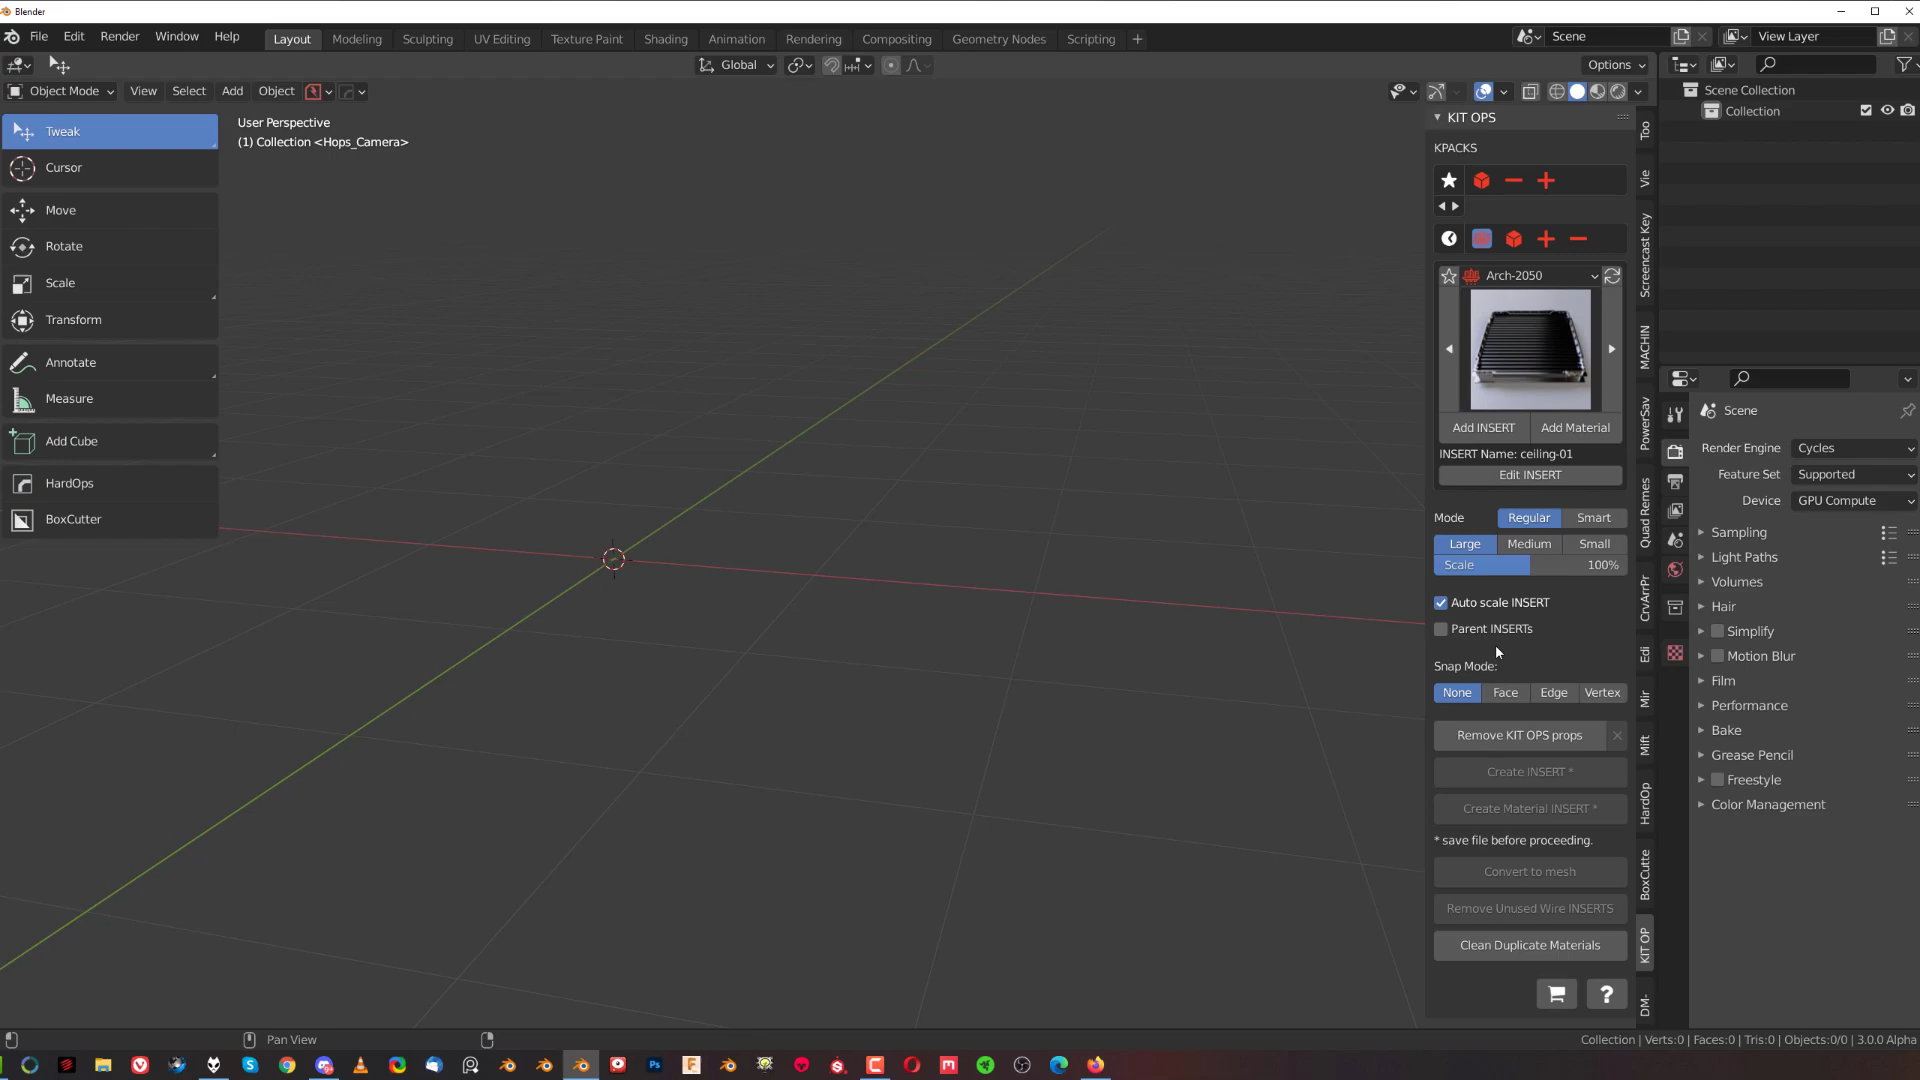 Blender
File Edit Render Window Help
Layout Modeling Sculpting UV Editing Texture Paint Shading Animation Rendering Compositing Geometry Nodes Scripting +
Scene
View Layer
Global
Options
Object Mode View Select Add Object
Tweak
Cursor
Move
Rotate
Scale
Transform
Annotate
Measure
Add Cube
HardOps
BoxCutter
User Perspective
(1) Collection <Hops_Camera>
KIT OPS
KPACKS
Arch-2050
Add INSERT Add Material
INSERT Name: ceiling-01
Edit INSERT
Mode Regular Smart
Large Medium Small
Scale 100%
Auto scale INSERT
Parent INSERTs
Snap Mode:
None Face Edge Vertex
Remove KIT OPS props
Create INSERT *
Create Material INSERT *
* save file before proceeding.
Convert to mesh
Remove Unused Wire INSERTS
Clean Duplicate Materials
?
Too
Vie
Screencast Key
MACHIN
PowerSav
Quad Remes
CrvArrPr
Edi
Mir
Mift
HardOp
BoxCutte
KIT OP
DM-
Scene Collection
Collection
Scene
Render Engine Cycles
Feature Set Supported
Device GPU Compute
Sampling
Light Paths
Volumes
Hair
Simplify
Motion Blur
Film
Performance
Bake
Grease Pencil
Freestyle
Color Management
Pan View
Collection | Verts:0 | Faces:0 | Tris:0 | Objects:0/0 | 3.0.0 Alpha